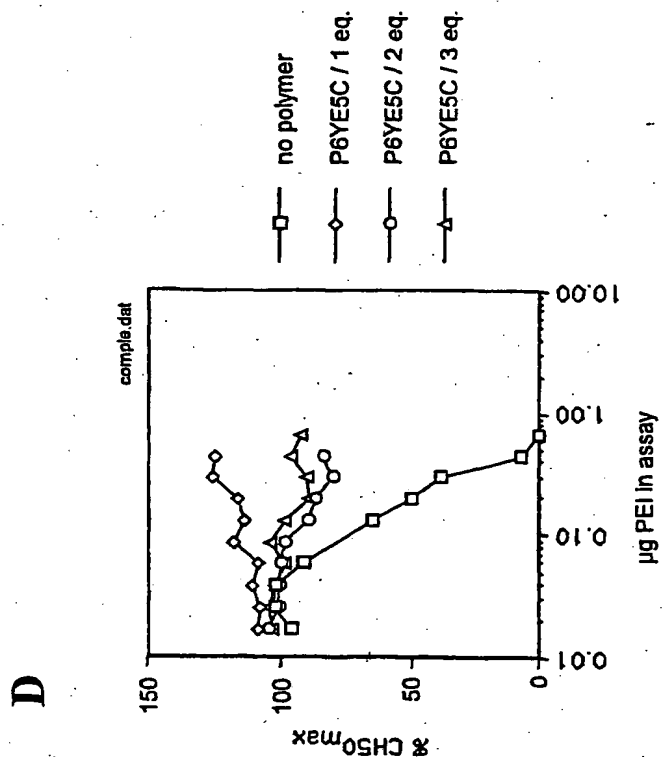 D
comple.dat
% CH50max
150
100
50
0
0.01
0.10
1.00
10.00
µg PEI in assay
no polymer
P6YE5C / 1 eq.
P6YE5C / 2 eq.
P6YE5C / 3 eq.